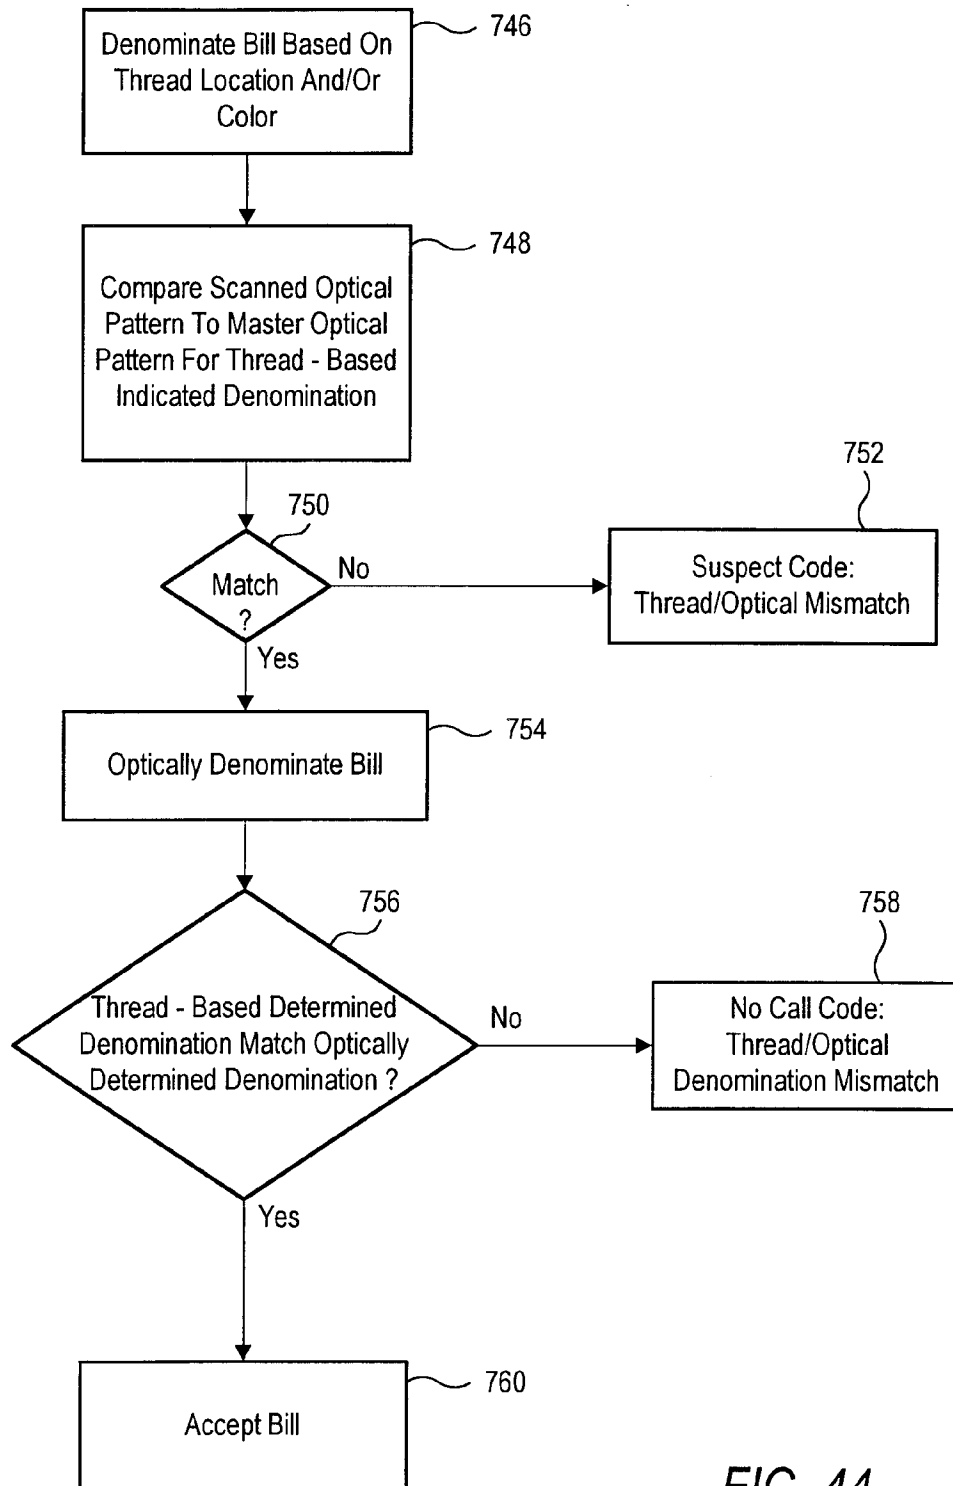 746
Denominate Bill Based On
Thread Location And/Or
Color
748
Compare Scanned Optical
Pattern To Master Optical
Pattern For Thread - Based
Indicated Denomination
750
Match
?
No
Yes
752
Suspect Code:
Thread/Optical Mismatch
754
Optically Denominate Bill
756
Thread - Based Determined
Denomination Match Optically
Determined Denomination ?
No
Yes
758
No Call Code:
Thread/Optical
Denomination Mismatch
760
Accept Bill
FIG. 44